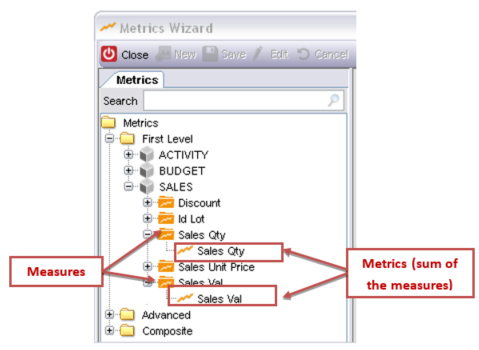 Metrics Wizard
Close New Save Edit Cancel
Metrics
Search
Metrics
First Level
ACTIVITY
BUDGET
SALES
Discount
Id Lot
Sales Qty
Sales Qty
Sales Unit Price
Sales Val
Sales Val
Advanced
Composite
Measures
Metrics (sum of
the measures)